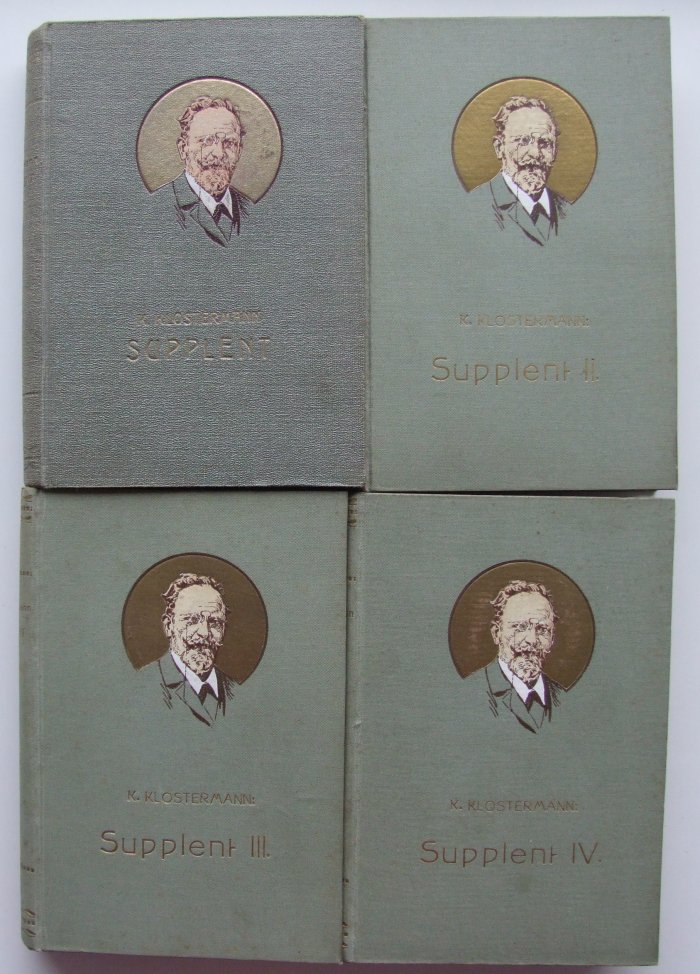 K. KLOSTERMANN
SUPPLENT
K. KLOSTERMANN:
Supplent II.
K. KLOSTERMANN:
Supplent III.
K. KLOSTERMANN:
Supplent IV.